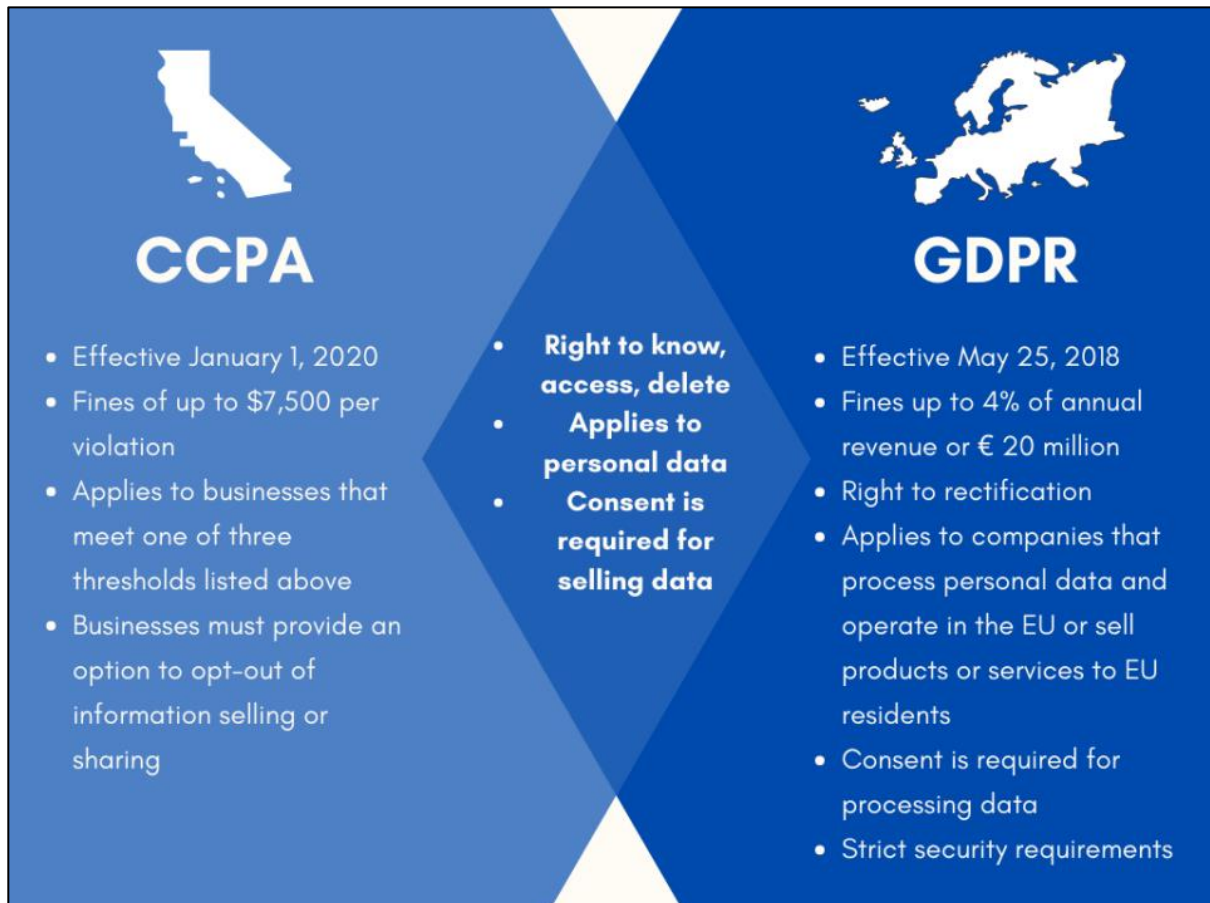 CCPA
• Effective January 1, 2020
• Fines of up to $7,500 per
violation
• Applies to businesses that
meet one of three
thresholds listed above
• Businesses must provide an
option to opt-out of
information selling or
sharing
• Right to know,
access, delete
• Applies to
personal data
• Consent is
required for
selling data
GDPR
• Effective May 25, 2018
• Fines up to 4% of annual
revenue or € 20 million
• Right to rectification
• Applies to companies that
process personal data and
operate in the EU or sell
products or services to EU
residents
• Consent is required for
processing data
• Strict security requirements